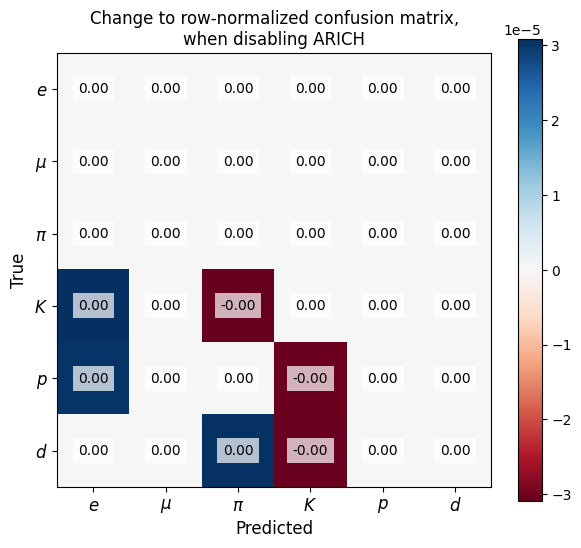 Change to row-normalized confusion matrix,
when disabling ARICH
1e−5
e 0.00 0.00 0.00 0.00 0.00 0.00
μ 0.00 0.00 0.00 0.00 0.00 0.00
π 0.00 0.00 0.00 0.00 0.00 0.00
K 0.00 0.00 -0.00 0.00 0.00 0.00
p 0.00 0.00 0.00 -0.00 0.00 0.00
d 0.00 0.00 0.00 -0.00 0.00 0.00
True
e μ π K p d
Predicted
3
2
1
0
−1
−2
−3